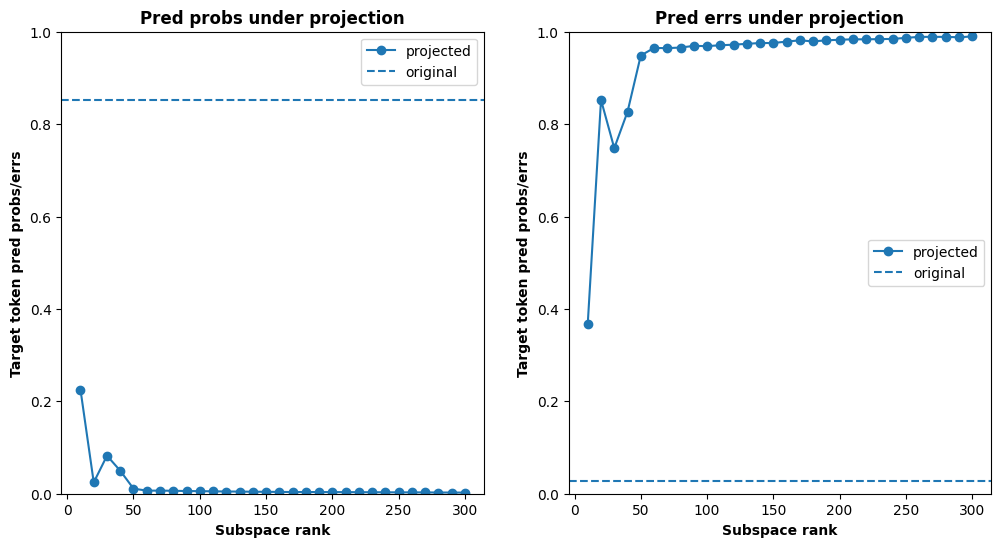 Pred probs under projection
Target token pred probs/errs
1.0
0.8
0.6
0.4
0.2
0.0
projected
original
0 50 100 150 200 250 300
Subspace rank
Pred errs under projection
Target token pred probs/errs
1.0
0.8
0.6
0.4
0.2
0.0
projected
original
0 50 100 150 200 250 300
Subspace rank